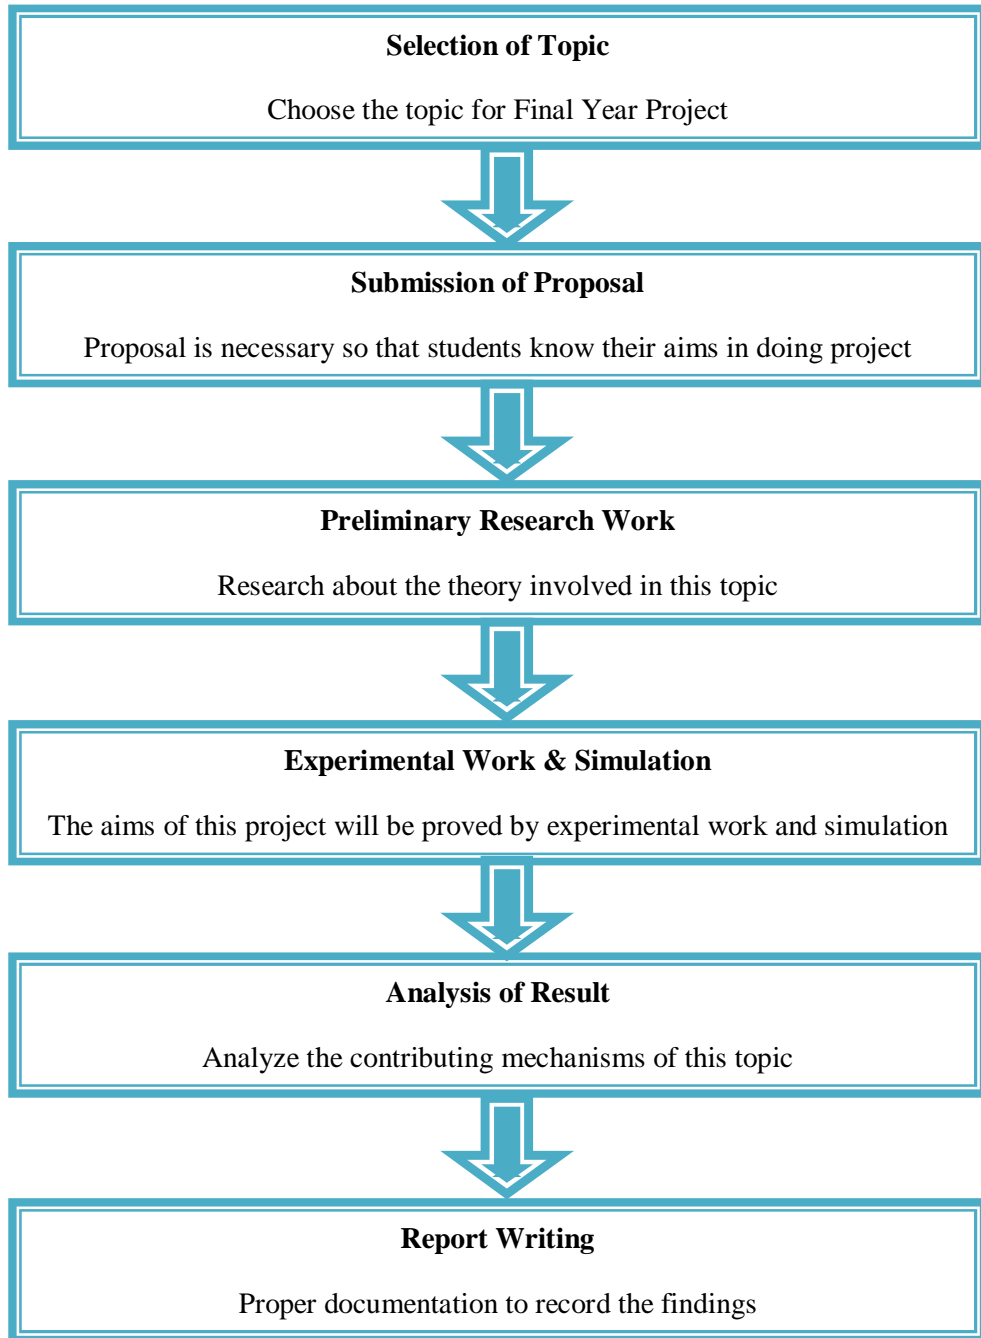 Selection of Topic
Choose the topic for Final Year Project
Submission of Proposal
Proposal is necessary so that students know their aims in doing project
Preliminary Research Work
Research about the theory involved in this topic
Experimental Work & Simulation
The aims of this project will be proved by experimental work and simulation
Analysis of Result
Analyze the contributing mechanisms of this topic
Report Writing
Proper documentation to record the findings